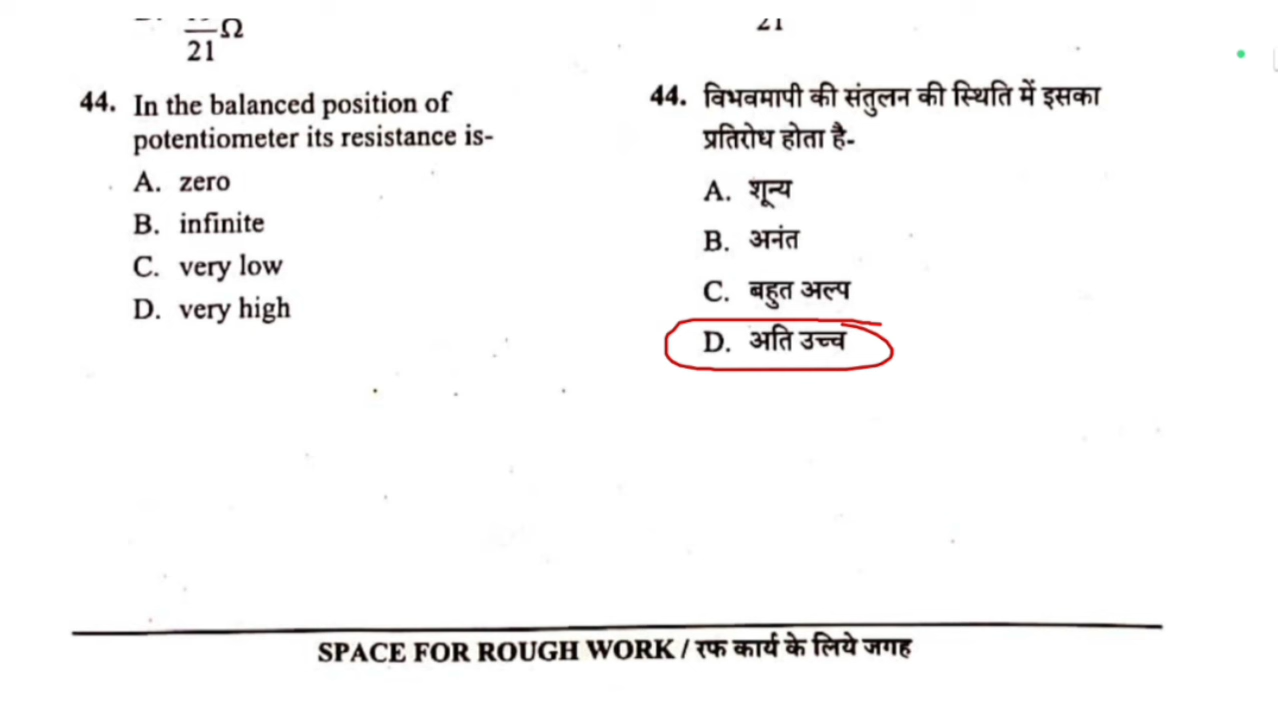 Ω
21
44. In the balanced position of
potentiometer its resistance is-
A. zero
B. infinite
C. very low
D. very high
21
44. विभवमापी की संतुलन की स्थिति में इसका
प्रतिरोध होता है-
A. शून्य
B. अनंत
C. बहुत अल्प
D. अति उच्च
SPACE FOR ROUGH WORK / रफ कार्य के लिये जगह